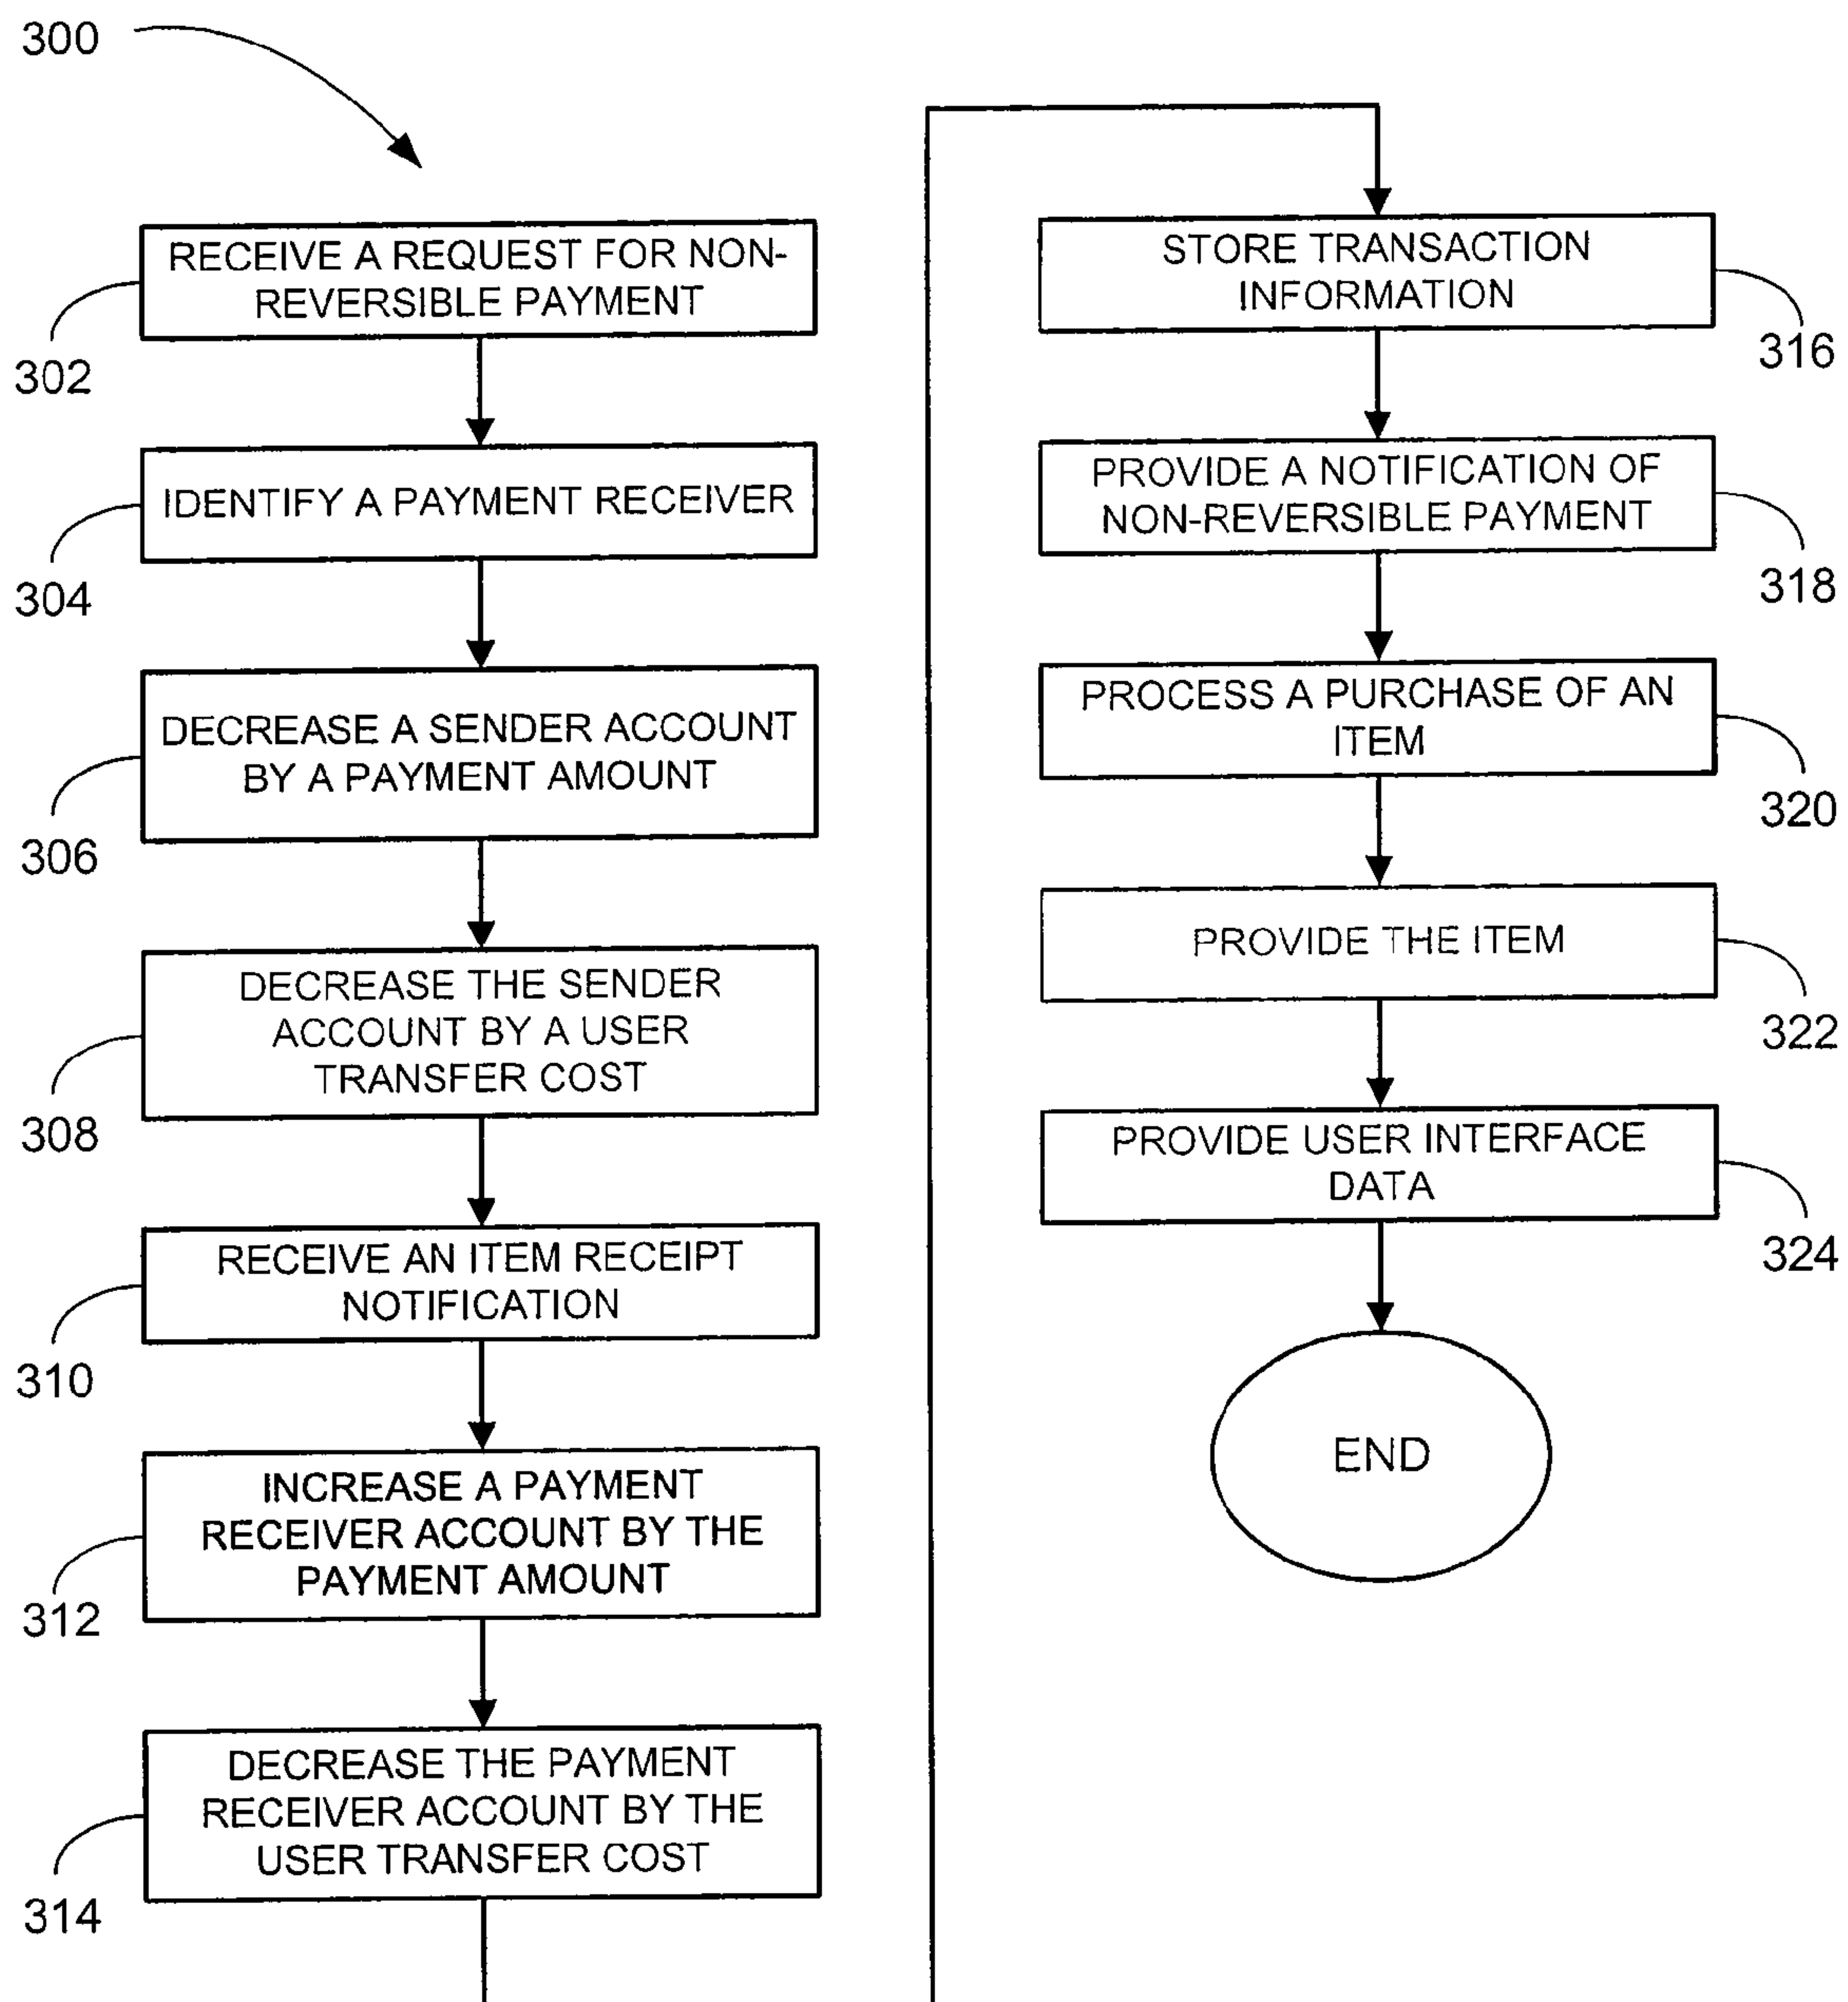 300
RECEIVE A REQUEST FOR NON-
REVERSIBLE PAYMENT
302
IDENTIFY A PAYMENT RECEIVER
304
DECREASE A SENDER ACCOUNT
BY A PAYMENT AMOUNT
306
DECREASE THE SENDER
ACCOUNT BY A USER
TRANSFER COST
308
RECEIVE AN ITEM RECEIPT
NOTIFICATION
310
INCREASE A PAYMENT
RECEIVER ACCOUNT BY THE
PAYMENT AMOUNT
312
DECREASE THE PAYMENT
RECEIVER ACCOUNT BY THE
USER TRANSFER COST
314
STORE TRANSACTION
INFORMATION
316
PROVIDE A NOTIFICATION OF
NON-REVERSIBLE PAYMENT
318
PROCESS A PURCHASE OF AN
ITEM
320
PROVIDE THE ITEM
322
PROVIDE USER INTERFACE
DATA
324
END